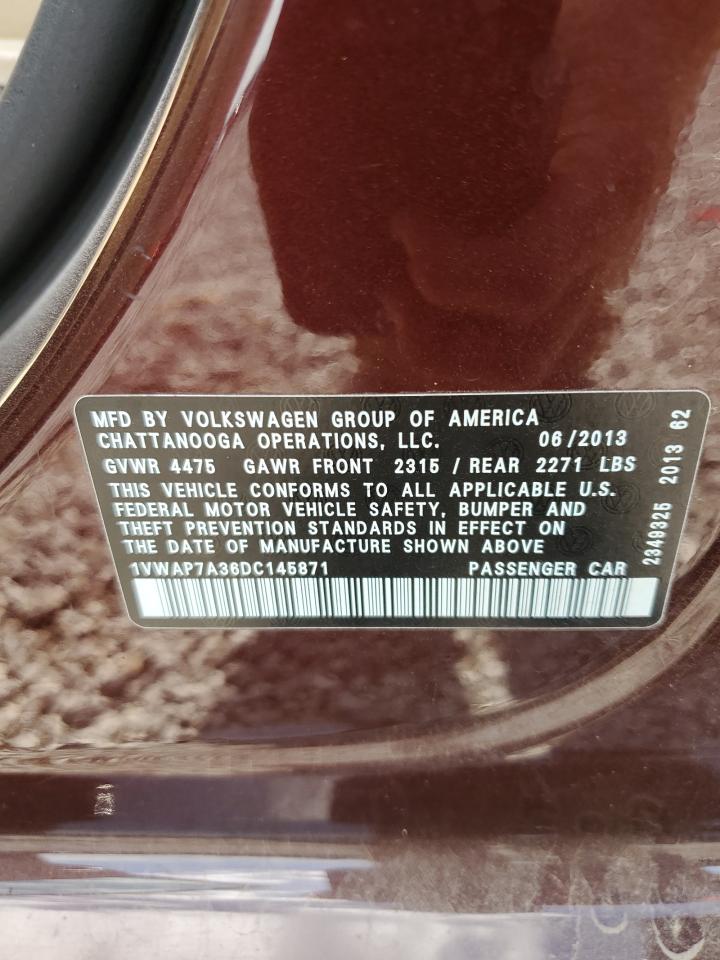 MFD BY VOLKSWAGEN GROUP OF AMERICA
CHATTANOOGA OPERATIONS, LLC. 06/2013
GVWR 4475 GAWR FRONT 2315 / REAR 2271 LBS
THIS VEHICLE CONFORMS TO ALL APPLICABLE U.S.
FEDERAL MOTOR VEHICLE SAFETY, BUMPER AND
THEFT PREVENTION STANDARDS IN EFFECT ON
THE DATE OF MANUFACTURE SHOWN ABOVE
1VWAP7A36DC145871 PASSENGER CAR
2349325 2013 62